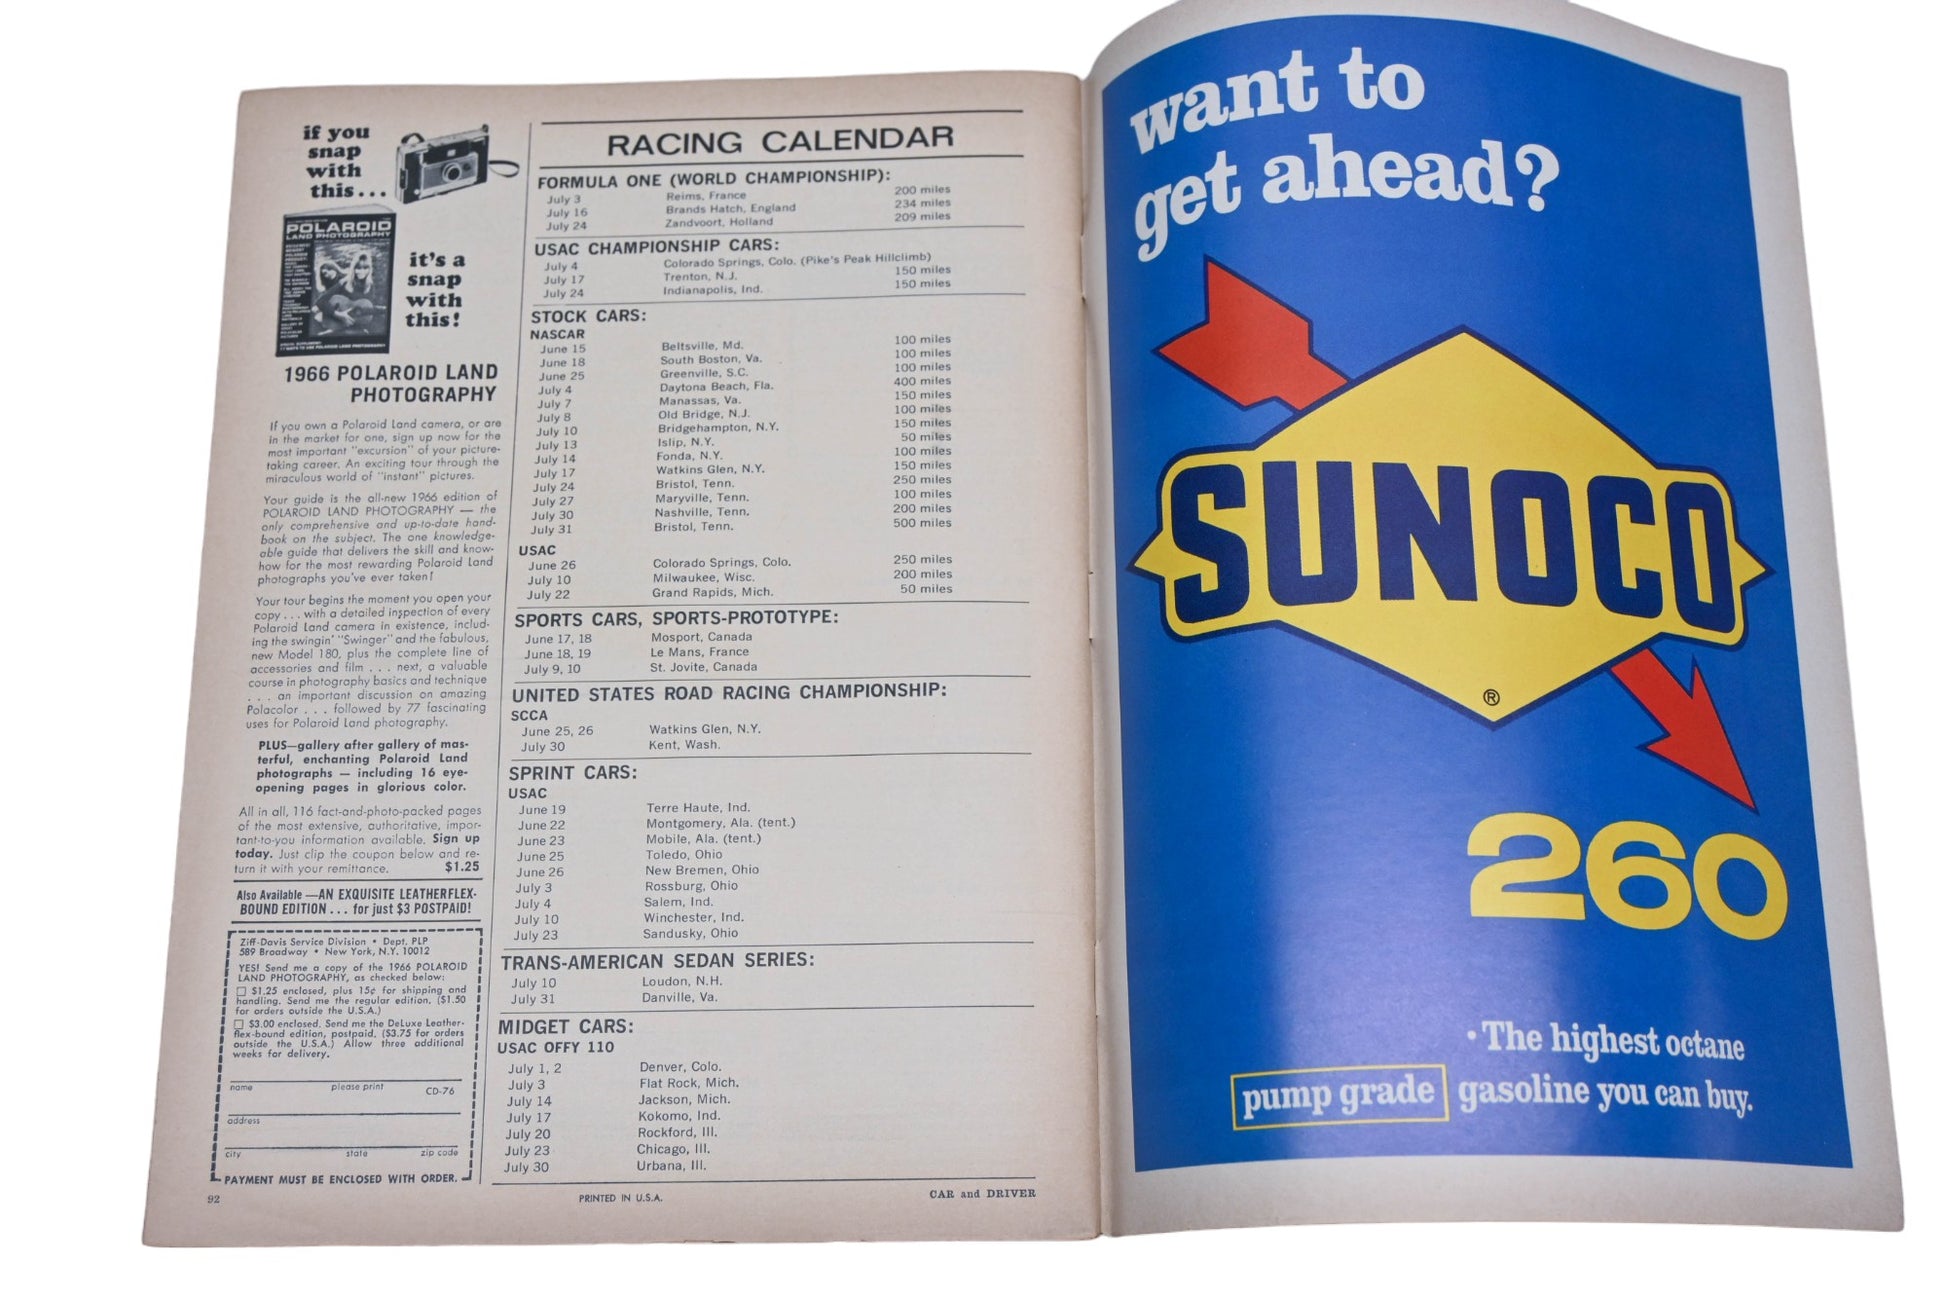 if you
snap
with
this...
POLAROID
LAND PHOTOGRAPHY
it's a
snap
with
this!
1966 POLAROID LAND
PHOTOGRAPHY
If you own a Polaroid Land camera, or are
in the market for one, sign up now for the
most important "excursion" of your picture-
taking career. An exciting tour through the
miraculous world of "instant" pictures.
Your guide is the all-new 1966 edition of
POLAROID LAND PHOTOGRAPHY — the
only comprehensive and up-to-date hand-
book on the subject. The one knowledge-
able guide that delivers the skill and know-
how for the most rewarding Polaroid Land
photographs you've ever taken!
Your tour begins the moment you open your
copy . . . with a detailed inspection of every
Polaroid Land camera in existence, includ-
ing the swingin' "Swinger" and the fabulous,
new Model 180, plus the complete line of
accessories and film . . . next, a valuable
course in photography basics and technique
. . . an important discussion on amazing
Polacolor . . . followed by 77 fascinating
uses for Polaroid Land photography.
PLUS—gallery after gallery of mas-
terful, enchanting Polaroid Land
photographs — including 16 eye-
opening pages in glorious color.
All in all, 116 fact-and-photo-packed pages
of the most extensive, authoritative, impor-
tant-to-you information available. Sign up
today. Just clip the coupon below and re-
turn it with your remittance. $1.25
Also Available —AN EXQUISITE LEATHERFLEX-
BOUND EDITION . . . for just $3 POSTPAID!
Ziff-Davis Service Division • Dept. PLP
589 Broadway • New York, N.Y. 10012
YES! Send me a copy of the 1966 POLAROID
LAND PHOTOGRAPHY, as checked below:
□ $1.25 enclosed, plus 15¢ for shipping and
handling. Send me the regular edition. ($1.50
for orders outside the U.S.A.)
□ $3.00 enclosed. Send me the DeLuxe Leather-
flex-bound edition, postpaid. ($3.75 for orders
outside the U.S.A.) Allow three additional
weeks for delivery.
name please print CD-76
address
city state zip code
PAYMENT MUST BE ENCLOSED WITH ORDER.
92
RACING CALENDAR
FORMULA ONE (WORLD CHAMPIONSHIP):
July 3 Reims, France 200 miles
July 16 Brands Hatch, England 234 miles
July 24 Zandvoort, Holland 209 miles
USAC CHAMPIONSHIP CARS:
July 4 Colorado Springs, Colo. (Pike's Peak Hillclimb)
July 17 Trenton, N.J. 150 miles
July 24 Indianapolis, Ind. 150 miles
STOCK CARS:
NASCAR
June 15 Beltsville, Md. 100 miles
June 18 South Boston, Va. 100 miles
June 25 Greenville, S.C. 100 miles
July 4 Daytona Beach, Fla. 400 miles
July 7 Manassas, Va. 150 miles
July 8 Old Bridge, N.J. 100 miles
July 10 Bridgehampton, N.Y. 150 miles
July 13 Islip, N.Y. 50 miles
July 14 Fonda, N.Y. 100 miles
July 17 Watkins Glen, N.Y. 150 miles
July 24 Bristol, Tenn. 250 miles
July 27 Maryville, Tenn. 100 miles
July 30 Nashville, Tenn. 200 miles
July 31 Bristol, Tenn. 500 miles
USAC
June 26 Colorado Springs, Colo. 250 miles
July 10 Milwaukee, Wisc. 200 miles
July 22 Grand Rapids, Mich. 50 miles
SPORTS CARS, SPORTS-PROTOTYPE:
June 17, 18 Mosport, Canada
June 18, 19 Le Mans, France
July 9, 10 St. Jovite, Canada
UNITED STATES ROAD RACING CHAMPIONSHIP:
SCCA
June 25, 26 Watkins Glen, N.Y.
July 30 Kent, Wash.
SPRINT CARS:
USAC
June 19 Terre Haute, Ind.
June 22 Montgomery, Ala. (tent.)
June 23 Mobile, Ala. (tent.)
June 25 Toledo, Ohio
June 26 New Bremen, Ohio
July 3 Rossburg, Ohio
July 4 Salem, Ind.
July 10 Winchester, Ind.
July 23 Sandusky, Ohio
TRANS-AMERICAN SEDAN SERIES:
July 10 Loudon, N.H.
July 31 Danville, Va.
MIDGET CARS:
USAC OFFY 110
July 1, 2 Denver, Colo.
July 3 Flat Rock, Mich.
July 14 Jackson, Mich.
July 17 Kokomo, Ind.
July 20 Rockford, Ill.
July 23 Chicago, Ill.
July 30 Urbana, Ill.
PRINTED IN U.S.A. CAR and DRIVER
want to
get ahead?
SUNOCO
®
260
• The highest octane
pump grade gasoline you can buy.